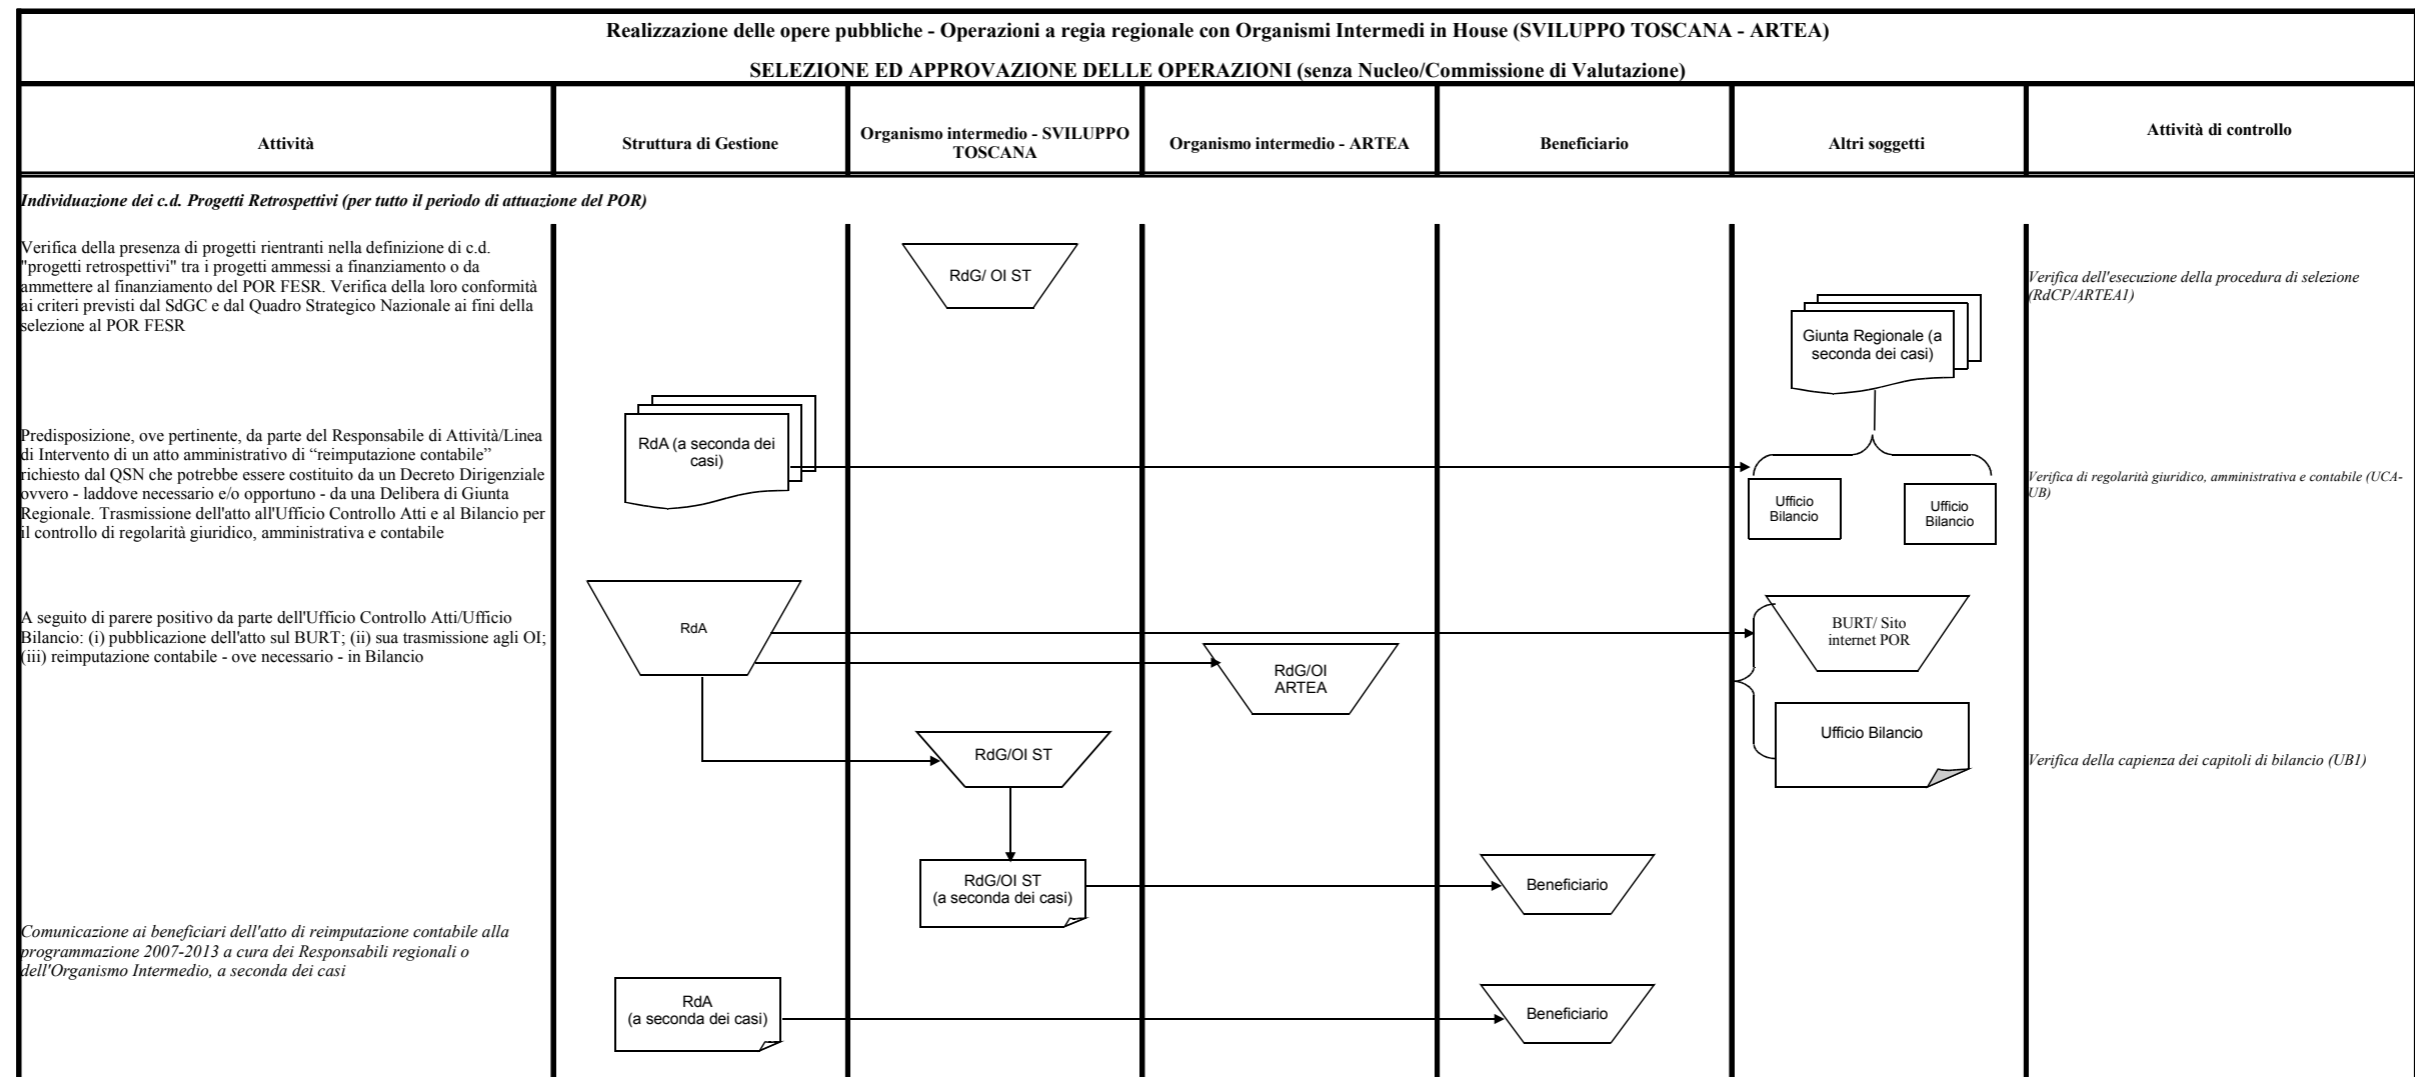 Realizzazione delle opere pubbliche - Operazioni a regia regionale con Organismi Intermedi in House (SVILUPPO TOSCANA - ARTEA)
SELEZIONE ED APPROVAZIONE DELLE OPERAZIONI (senza Nucleo/Commissione di Valutazione)
Attività
Struttura di Gestione
Organismo intermedio - SVILUPPO
TOSCANA
Organismo intermedio - ARTEA
Beneficiario
Altri soggetti
Attività di controllo
Individuazione dei c.d. Progetti Retrospettivi (per tutto il periodo di attuazione del POR)
Verifica della presenza di progetti rientranti nella definizione di c.d.
"progetti retrospettivi" tra i progetti ammessi a finanziamento o da
ammettere al finanziamento del POR FESR. Verifica della loro conformità
ai criteri previsti dal SdGC e dal Quadro Strategico Nazionale ai fini della
selezione al POR FESR
RdG/ OI ST
Giunta Regionale (a
seconda dei casi)
Verifica dell'esecuzione della procedura di selezione
(RdCP/ARTEA1)
Predisposizione, ove pertinente, da parte del Responsabile di Attività/Linea
di Intervento di un atto amministrativo di “reimputazione contabile”
richiesto dal QSN che potrebbe essere costituito da un Decreto Dirigenziale
ovvero - laddove necessario e/o opportuno - da una Delibera di Giunta
Regionale. Trasmissione dell'atto all'Ufficio Controllo Atti e al Bilancio per
il controllo di regolarità giuridico, amministrativa e contabile
RdA (a seconda dei
casi)
Ufficio
Bilancio
Ufficio
Bilancio
Verifica di regolarità giuridico, amministrativa e contabile (UCA-
UB)
A seguito di parere positivo da parte dell'Ufficio Controllo Atti/Ufficio
Bilancio: (i) pubblicazione dell'atto sul BURT; (ii) sua trasmissione agli OI;
(iii) reimputazione contabile - ove necessario - in Bilancio
RdA
BURT/ Sito
internet POR
RdG/OI
ARTEA
RdG/OI ST
Ufficio Bilancio
Verifica della capienza dei capitoli di bilancio (UB1)
RdG/OI ST
(a seconda dei casi)
Beneficiario
Comunicazione ai beneficiari dell'atto di reimputazione contabile alla
programmazione 2007-2013 a cura dei Responsabili regionali o
dell'Organismo Intermedio, a seconda dei casi
RdA
(a seconda dei casi)
Beneficiario